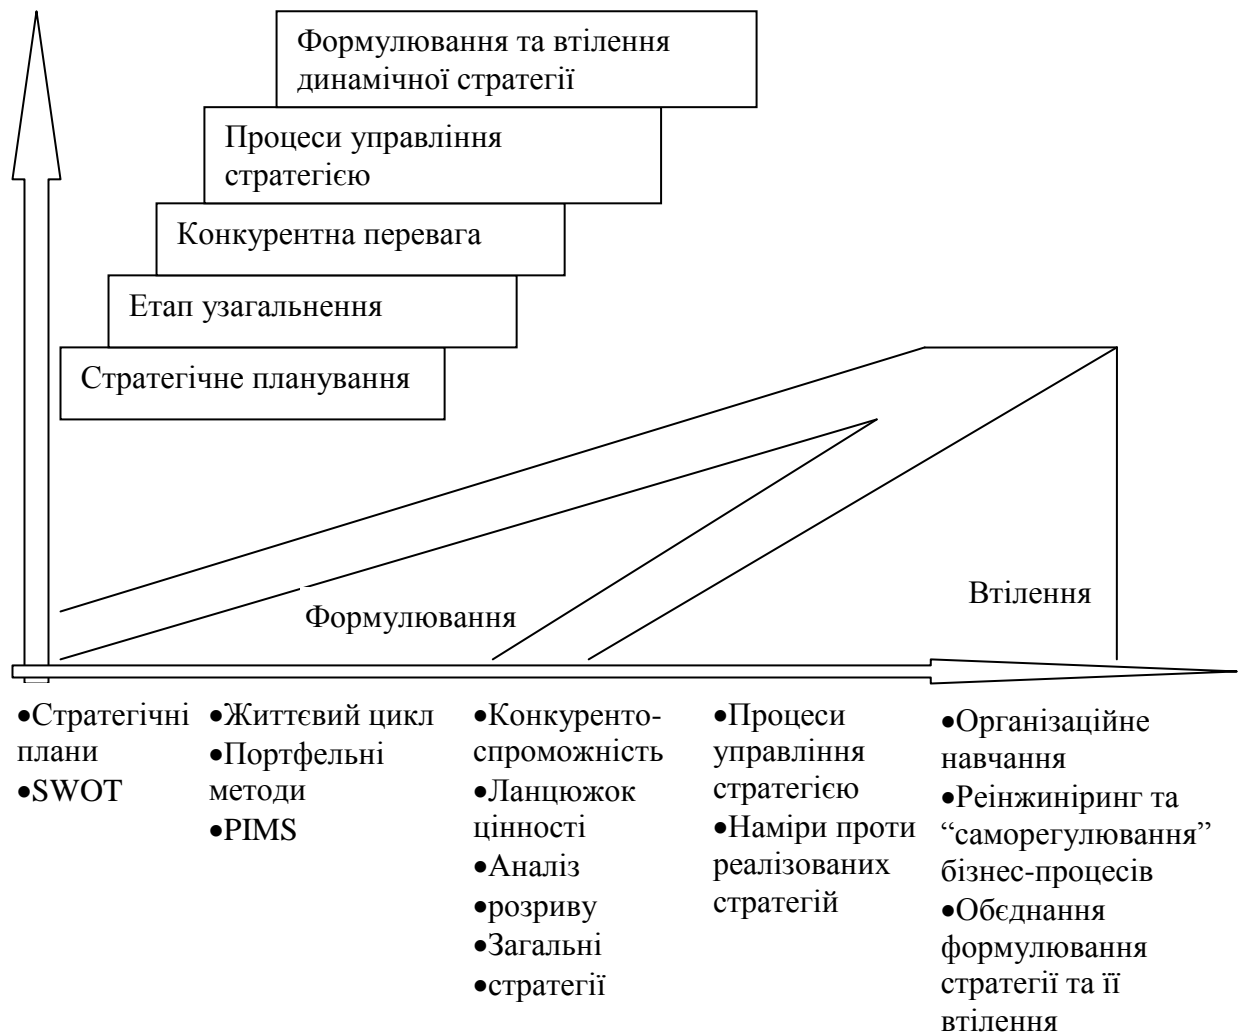 Формулювання та втілення
динамічної стратегії
Процеси управління
стратегією
Конкурентна перевага
Етап узагальнення
Стратегічне планування
Формулювання
Втілення
•Стратегічні
плани
•SWOT
•Життєвий цикл
•Портфельні
методи
•PIMS
•Конкуренто-
спроможність
•Ланцюжок
цінності
•Аналіз
•розриву
•Загальні
•стратегії
•Процеси
управління
стратегією
•Наміри проти
реалізованих
стратегій
•Організаційне
навчання
•Реінжиніринг та
“саморегулювання”
бізнес-процесів
•Обєднання
формулювання
стратегії та її
втілення